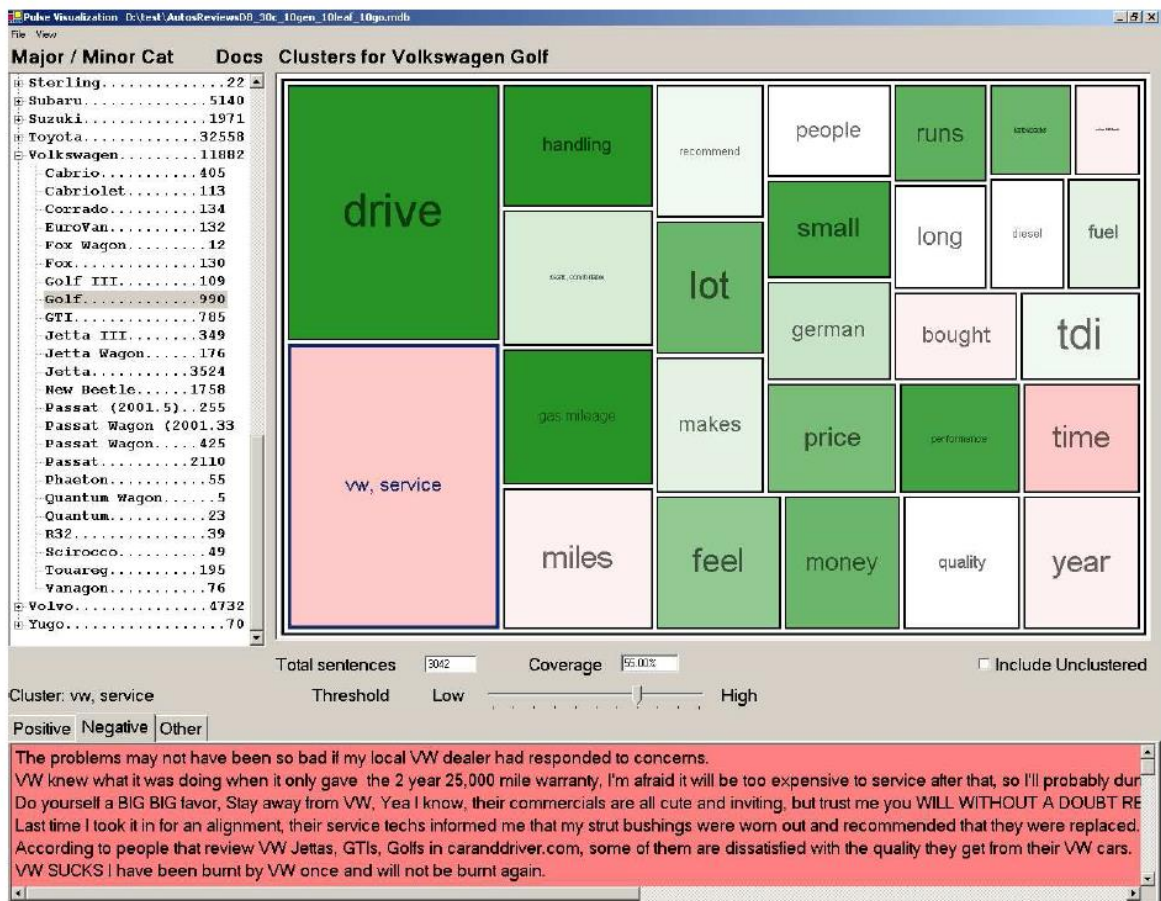 Pulse Visualization D:\test\AutosReviewsDB_30c_10gen_10leaf_10go.mdb
File View
Major / Minor Cat Docs Clusters for Volkswagen Golf
Sterling..............22
Subaru..............5140
Suzuki..............1971
Toyota.............32558
Volkswagen.........11882
Cabrio............405
Cabriolet.........113
Corrado...........134
EuroVan...........132
Fox Wagon..........12
Fox...............130
Golf III..........109
Golf..............990
GTI...............785
Jetta III.........349
Jetta Wagon.......176
Jetta............3524
New Beetle.......1758
Passat (2001.5)..255
Passat Wagon (2001.33
Passat Wagon.....425
Passat...........2110
Phaeton............55
Quantum Wagon.......5
Quantum............23
R32................39
Scirocco...........49
Touareg...........195
Vanagon............76
Volvo...............4732
Yugo..................70
drive
handling
recommend
people
runs
small
long
diesel
fuel
lot
german
bought
tdi
vw, service
gas mileage
makes
price
performance
time
miles
feel
money
quality
year
Total sentences 3042 Coverage 55.00% Include Unclustered
Cluster: vw, service Threshold Low High
Positive Negative Other
The problems may not have been so bad if my local VW dealer had responded to concerns.
VW knew what it was doing when it only gave the 2 year 25,000 mile warranty, I'm afraid it will be too expensive to service after that, so I'll probably dur
Do yourself a BIG BIG favor, Stay away from VW, Yea I know, their commercials are all cute and inviting, but trust me you WILL WITHOUT A DOUBT RE
Last time I took it in for an alignment, their service techs informed me that my strut bushings were worn out and recommended that they were replaced.
According to people that review VW Jettas, GTIs, Golfs in caranddriver.com, some of them are dissatisfied with the quality they get from their VW cars.
VW SUCKS I have been burnt by VW once and will not be burnt again.